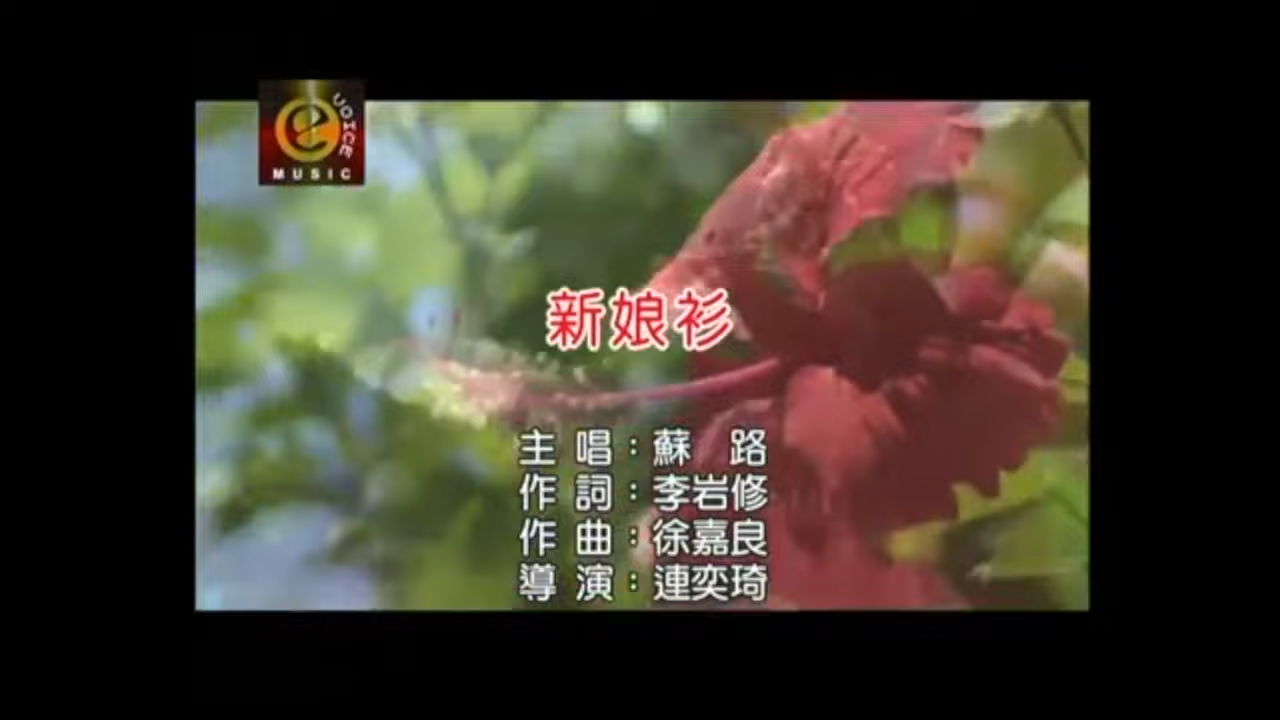 e VOICE
MUSIC
新娘衫
主 唱：蘇 路
作 詞：李岩修
作 曲：徐嘉良
導 演：連奕琦